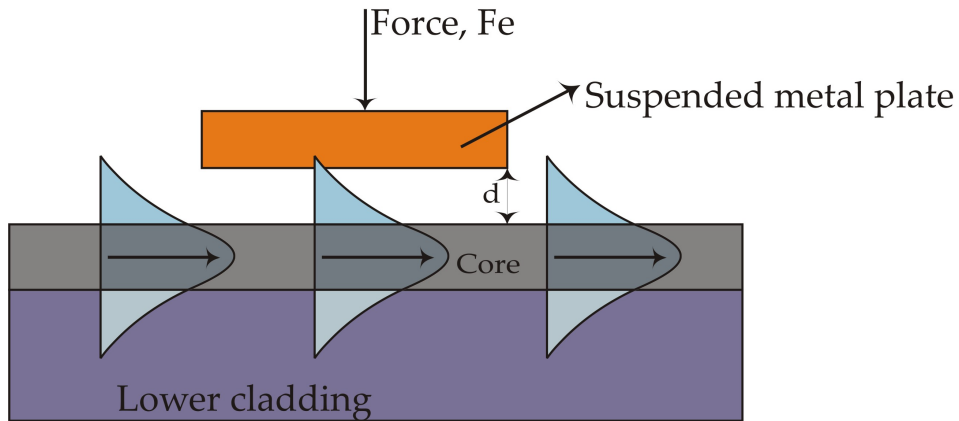 Force, Fe
Suspended metal plate
d
Core
Lower cladding